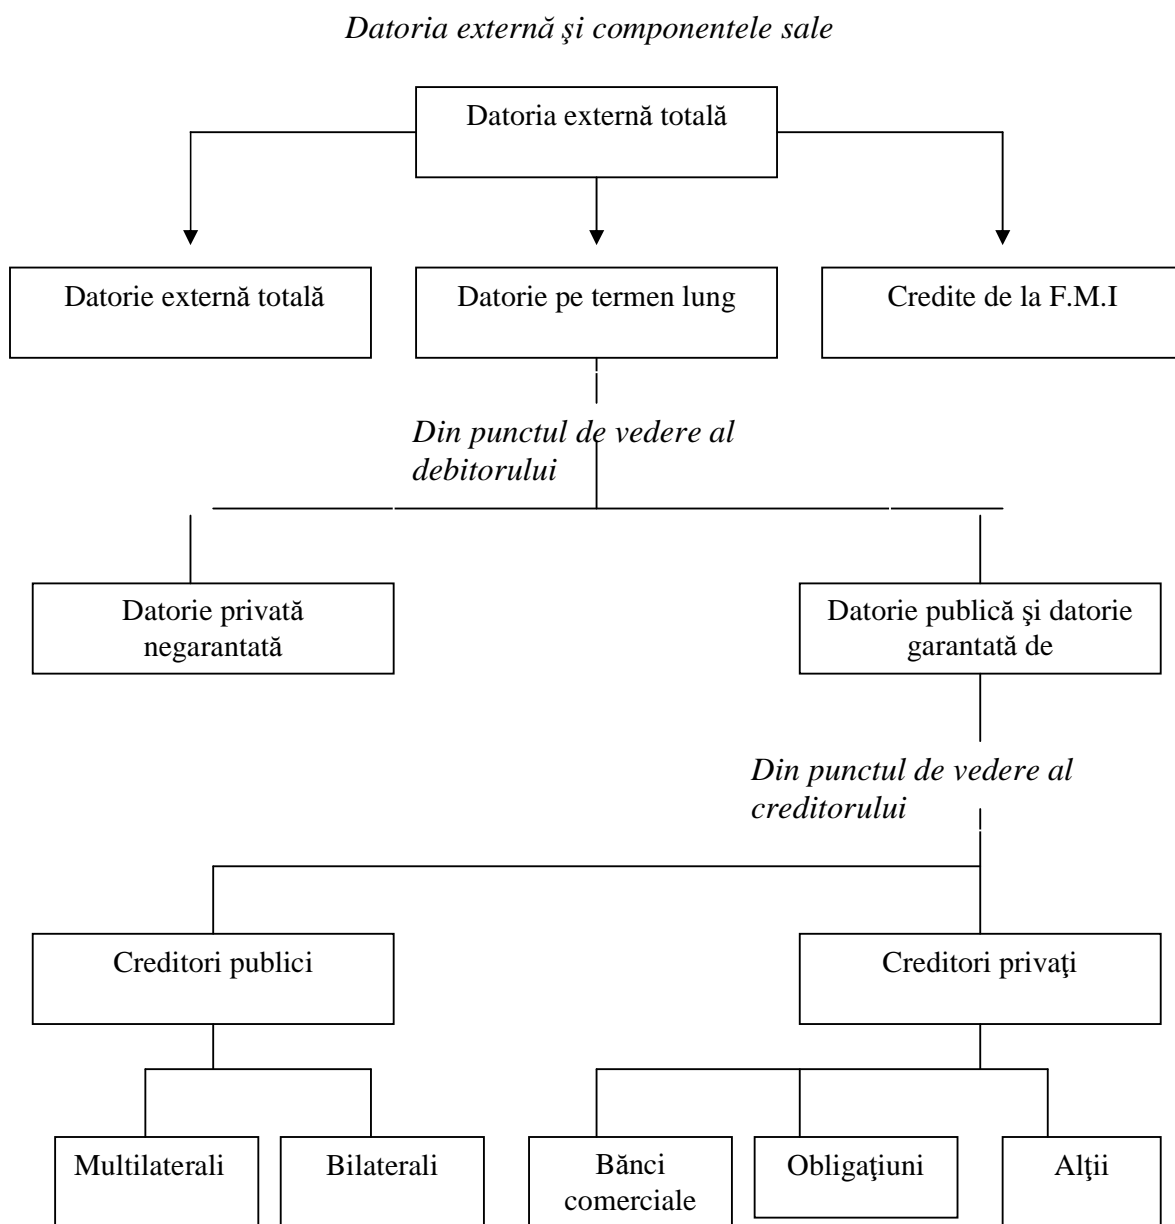 Datoria externă şi componentele sale
Datoria externă totală
Datorie externă totală
Datorie pe termen lung
Credite de la F.M.I
Din punctul de vedere al
debitorului
Datorie privată
negarantată
Datorie publică şi datorie
garantată de
Din punctul de vedere al
creditorului
Creditori publici
Creditori privaţi
Multilaterali
Bilaterali
Bănci
comerciale
Obligaţiuni
Alţii